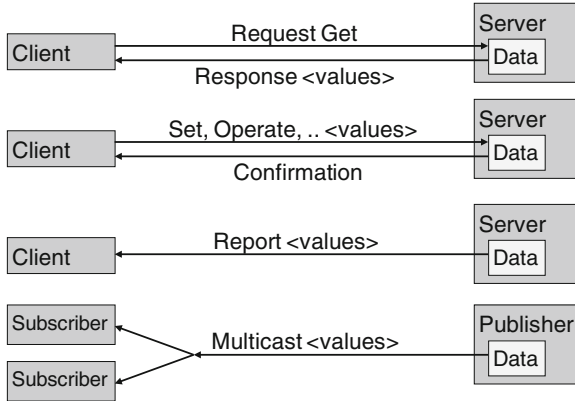 Request Get
Server
Client
Data
Response <values>
Server
Set, Operate, .. <values>
Client
Data
Confirmation
Server
Report <values>
Client
Data
Subscriber
Publisher
Multicast <values>
Data
Subscriber